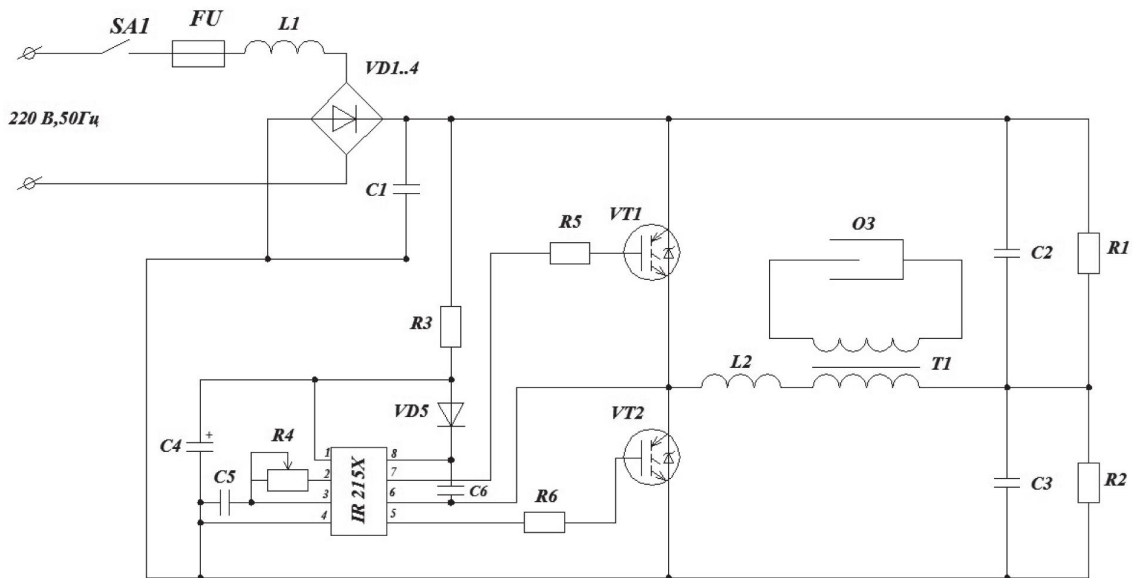 SA1
FU
L1
VD1..4
220 В,50Гц
C1
R5
VT1
O3
C2
R1
R3
L2
T1
VD5
VT2
C4
+
R4
C5
1
2
3
4
IR 215X
8
7
6
5
C6
R6
C3
R2